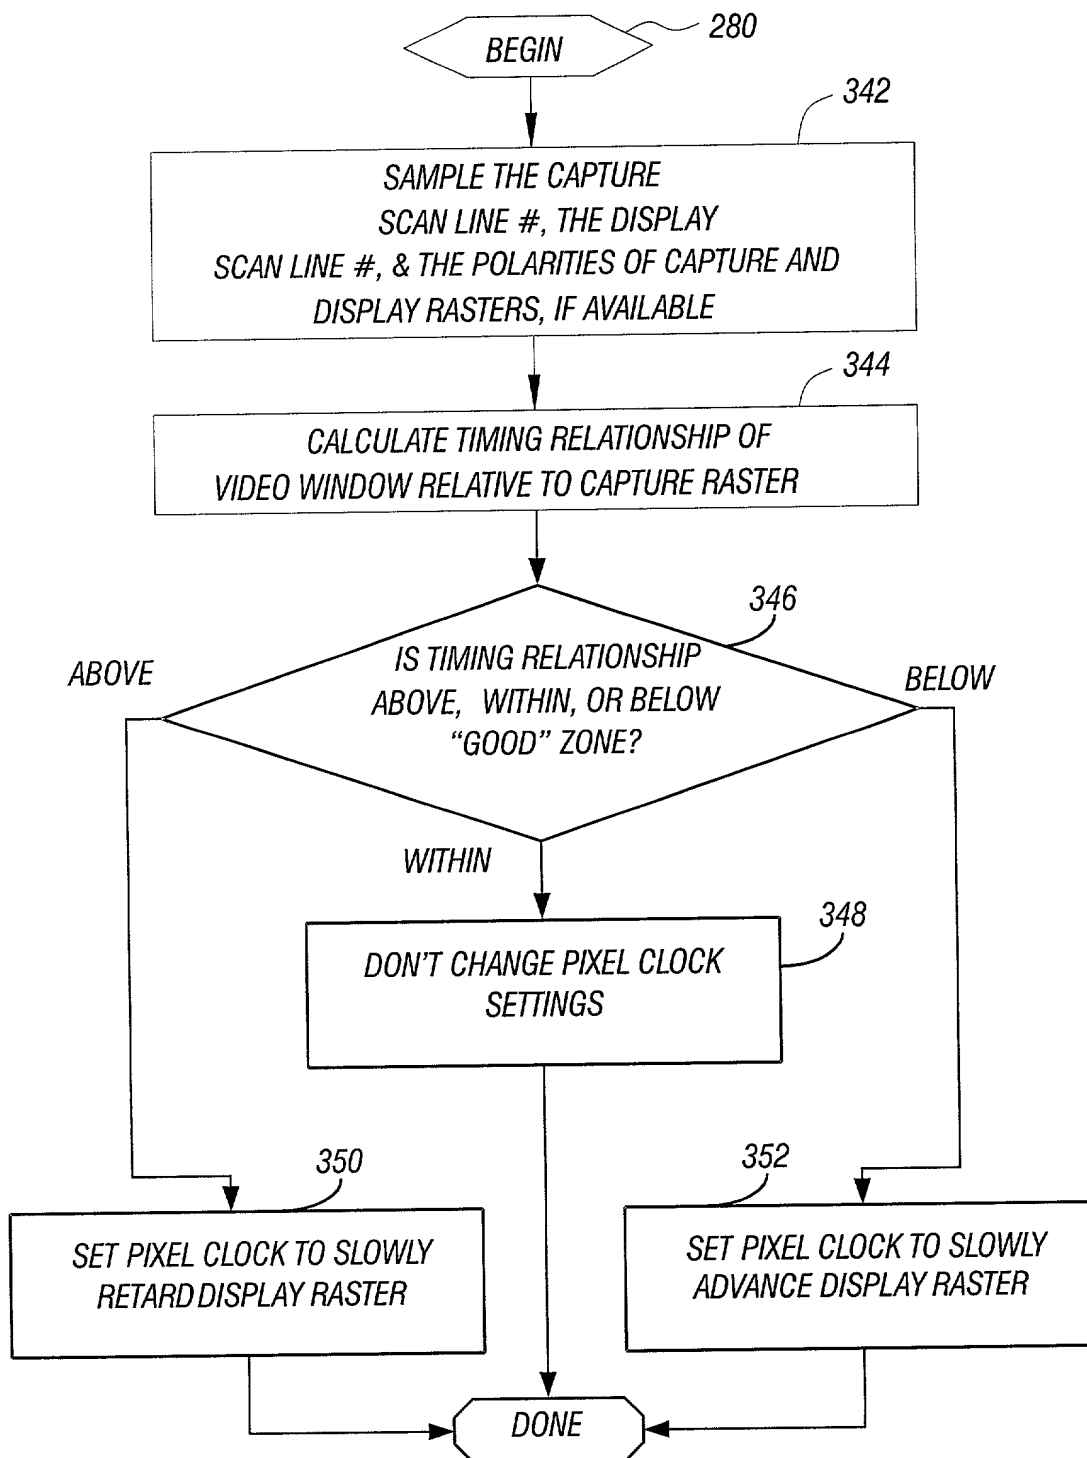 BEGIN
280
342
SAMPLE THE CAPTURE
SCAN LINE #, THE DISPLAY
SCAN LINE #, & THE POLARITIES OF CAPTURE AND
DISPLAY RASTERS, IF AVAILABLE
344
CALCULATE TIMING RELATIONSHIP OF
VIDEO WINDOW RELATIVE TO CAPTURE RASTER
346
IS TIMING RELATIONSHIP
ABOVE, WITHIN, OR BELOW
“GOOD” ZONE?
ABOVE
BELOW
WITHIN
348
DON'T CHANGE PIXEL CLOCK
SETTINGS
350
SET PIXEL CLOCK TO SLOWLY
RETARD DISPLAY RASTER
352
SET PIXEL CLOCK TO SLOWLY
ADVANCE DISPLAY RASTER
DONE